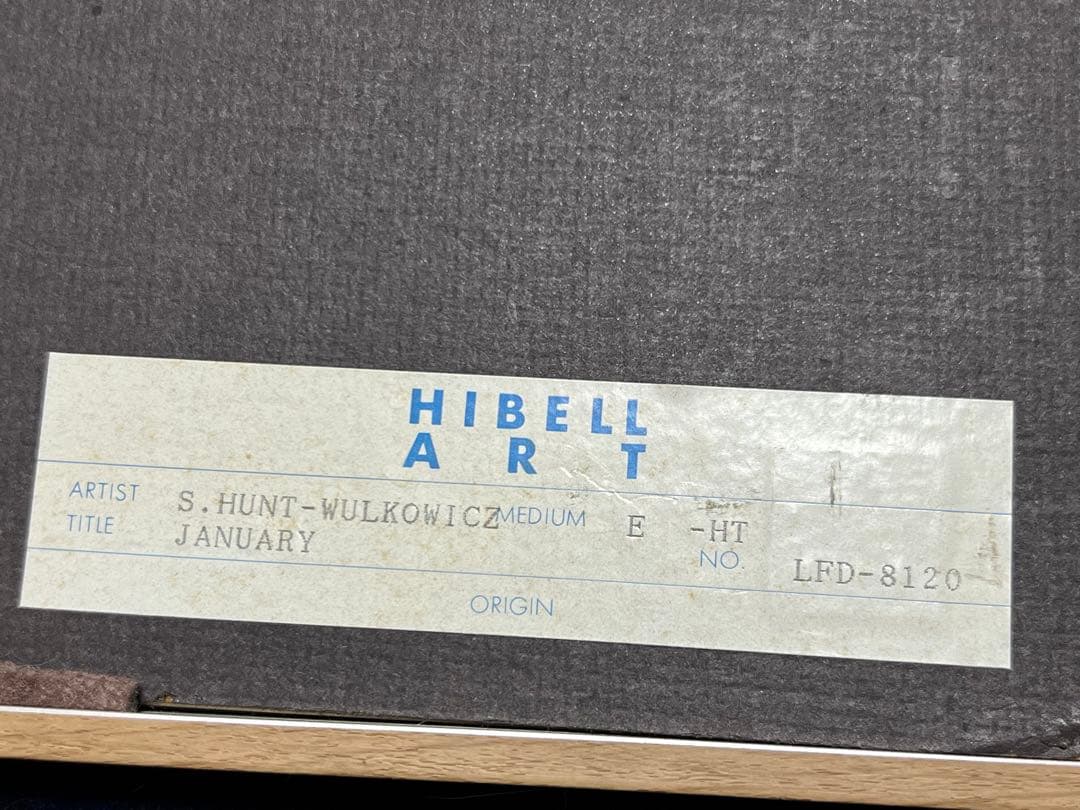 HIBELL
ART
ARTIST S.HUNT-WULKOWICZ MEDIUM E -HT
TITLE JANUARY NO. LFD-8120
ORIGIN